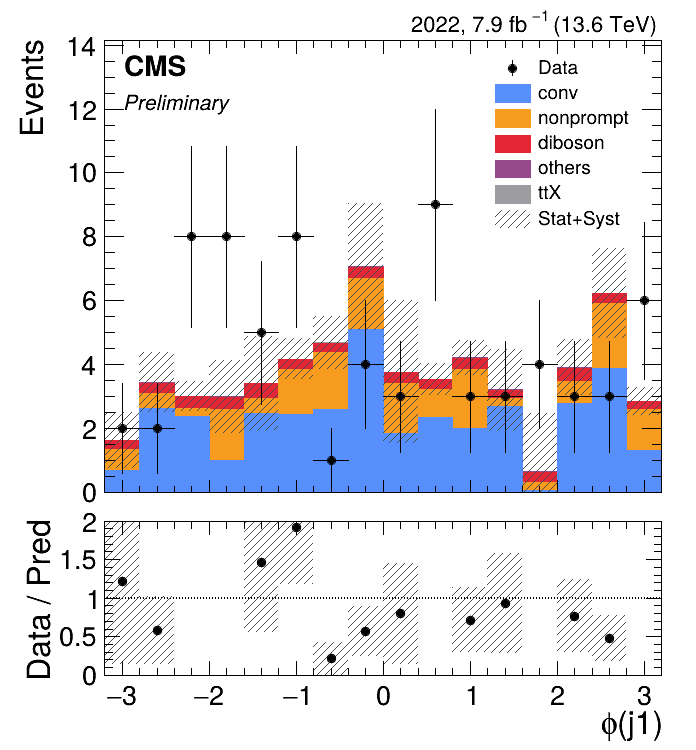 2022, 7.9 fb⁻¹ (13.6 TeV)
CMS
Preliminary
Events
14
12
10
8
6
4
2
0
Data
conv
nonprompt
diboson
others
ttX
Stat+Syst
Data / Pred
2
1.5
1
0.5
0
−3 −2 −1 0 1 2 3
ϕ(j1)